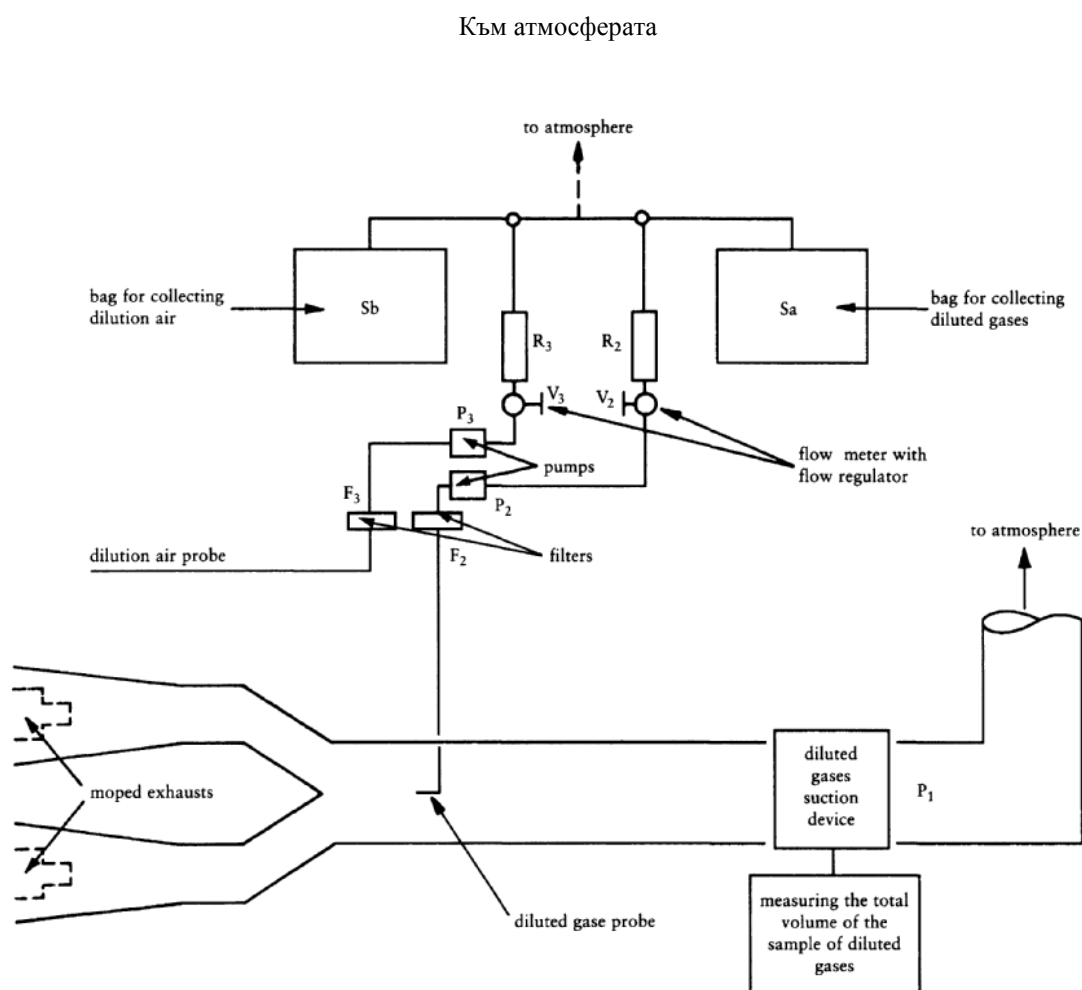 Към атмосферата
to atmosphere
bag for collecting
dilution air
Sb
Sa
bag for collecting
diluted gases
R3
R2
V3
V2
P3
flow meter with
flow regulator
pumps
F3
P2
to atmosphere
dilution air probe
F2
filters
moped exhausts
diluted
gases
suction
device
P1
diluted gase probe
measuring the total
volume of the
sample of diluted
gases